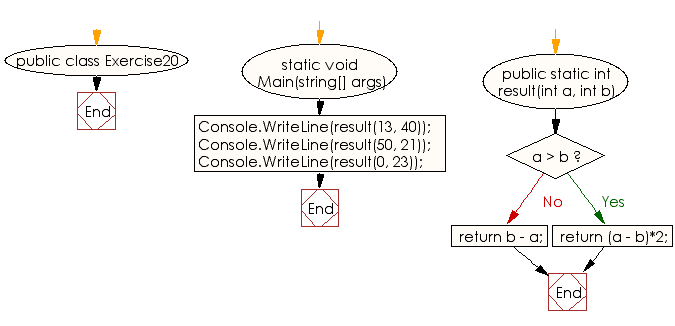 public class Exercise20
End
static void
Main(string[] args)
Console.WriteLine(result(13, 40));
Console.WriteLine(result(50, 21));
Console.WriteLine(result(0, 23));
End
public static int
result(int a, int b)
a > b ?
No
Yes
return b - a;
return (a - b)*2;
End